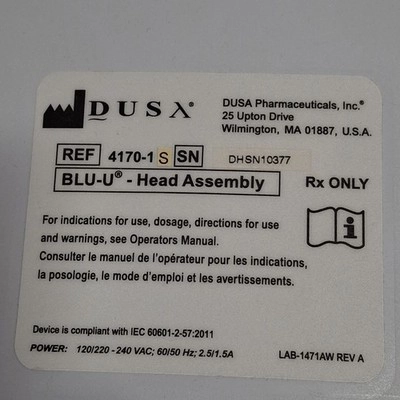 DUSA®
DUSA Pharmaceuticals, Inc.®
25 Upton Drive
Wilmington, MA 01887, U.S.A.
REF 4170-1 S SN DHSN10377
BLU-U® - Head Assembly
Rx ONLY
For indications for use, dosage, directions for use
and warnings, see Operators Manual.
Consulter le manuel de l'opérateur pour les indications,
la posologie, le mode d'emploi et les avertissements.
Device is compliant with IEC 60601-2-57:2011
POWER: 120/220 - 240 VAC; 60/50 Hz; 2.5/1.5A
LAB-1471AW REV A